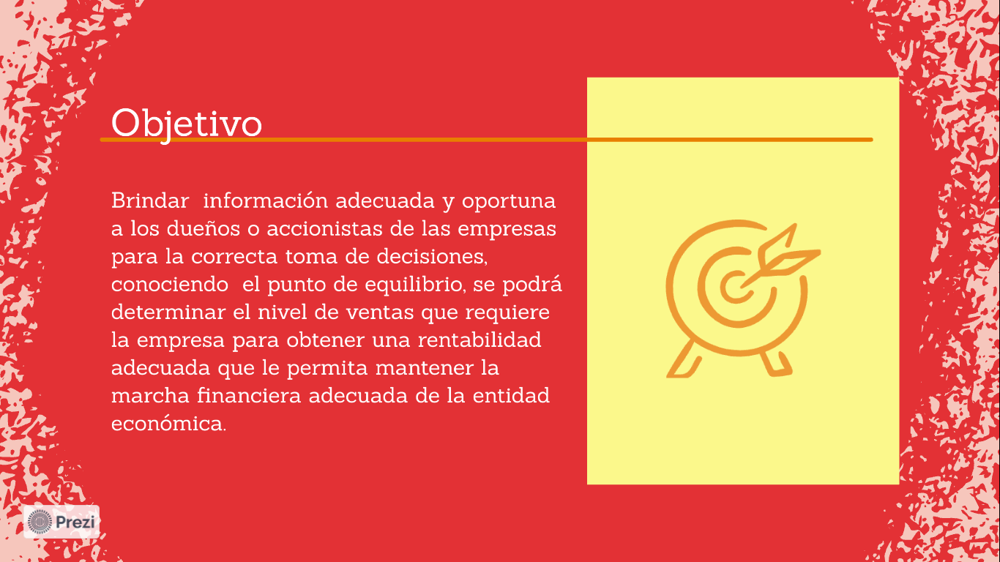 Objetivo
Brindar  información adecuada y oportuna
a los dueños o accionistas de las empresas
para la correcta toma de decisiones,
conociendo  el punto de equilibrio, se podrá
determinar el nivel de ventas que requiere
la empresa para obtener una rentabilidad
adecuada que le permita mantener la
marcha financiera adecuada de la entidad
económica.
Prezi